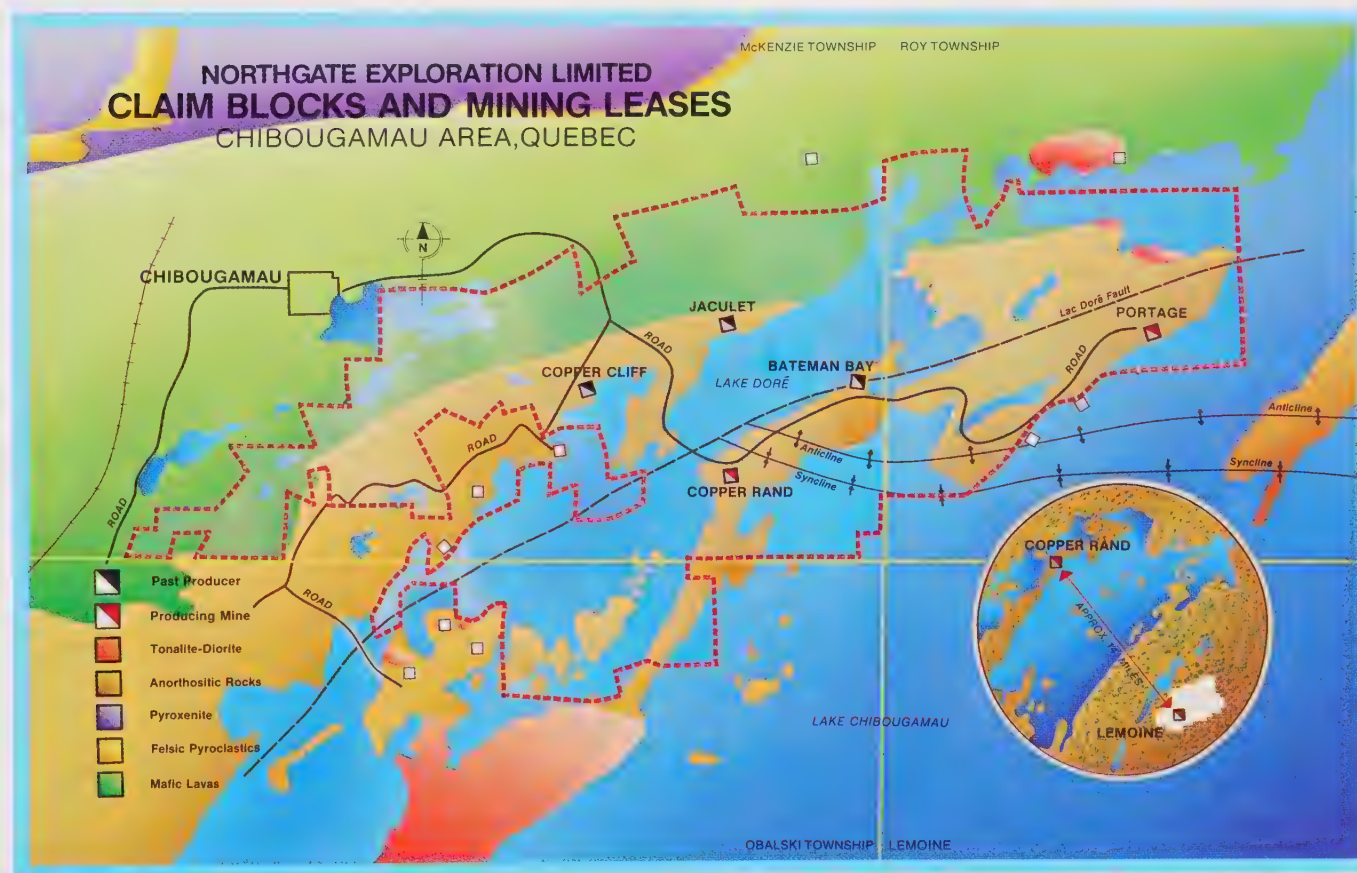 McKENZIE TOWNSHIP ROY TOWNSHIP
NORTHGATE EXPLORATION LIMITED
CLAIM BLOCKS AND MINING LEASES
CHIBOUGAMAU AREA, QUEBEC
N
CHIBOUGAMAU
JACULET
Lac Doré Fault
PORTAGE
ROAD
ROAD
COPPER CLIFF
BATEMAN BAY
LAKE DORÉ
Anticline
ROAD
Anticline
Syncline
Syncline
COPPER RAND
ROAD
COPPER RAND
APPROX 14 MILES
LEMOINE
Past Producer
Producing Mine
ROAD
Tonalite-Diorite
Anorthositic Rocks
Pyroxenite
Felsic Pyroclastics
Mafic Lavas
LAKE CHIBOUGAMAU
OBALSKI TOWNSHIP LEMOINE